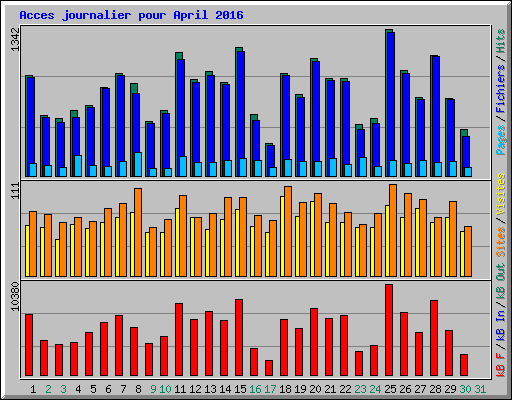 Acces journalier pour April 2016
1342
Pages / Fichiers / Hits
111
Sites / Visites
10380
kB F / kB In / kB Out
1 2 3 4 5 6 7 8 9 10 11 12 13 14 15 16 17 18 19 20 21 22 23 24 25 26 27 28 29 30 31